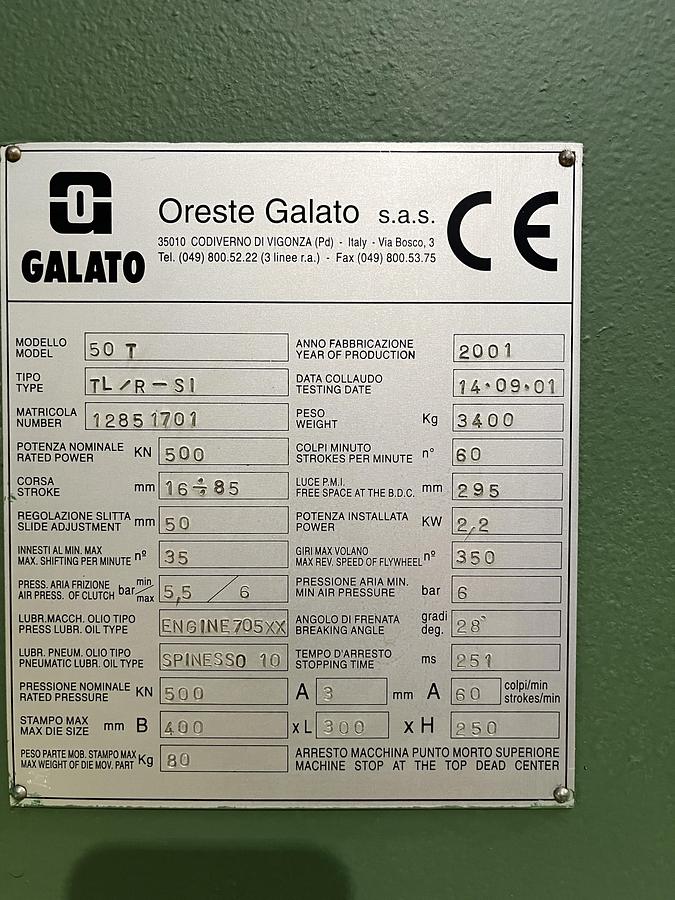 GALATO
Oreste Galato s.a.s.
35010 CODIVERNO DI VIGONZA (Pd) - Italy - Via Bosco, 3
Tel. (049) 800.52.22 (3 linee r.a.) - Fax (049) 800.53.75
CE
MODELLO
MODEL
50 T
ANNO FABBRICAZIONE
YEAR OF PRODUCTION
2001
TIPO
TYPE
TL/R-SI
DATA COLLAUDO
TESTING DATE
14·09·01
MATRICOLA
NUMBER
12851701
PESO
WEIGHT
Kg
3400
POTENZA NOMINALE
RATED POWER
KN
500
COLPI MINUTO
STROKES PER MINUTE
n°
60
CORSA
STROKE
mm
16÷85
LUCE P.M.I.
FREE SPACE AT THE B.D.C.
mm
295
REGOLAZIONE SLITTA
SLIDE ADJUSTMENT
mm
50
POTENZA INSTALLATA
POWER
KW
2,2
INNESTI AL MIN. MAX
MAX. SHIFTING PER MINUTE
nº
35
GIRI MAX VOLANO
MAX REV. SPEED OF FLYWHEEL
nº
350
PRESS. ARIA FRIZIONE
AIR PRESS. OF CLUTCH
bar min/max
5,5 / 6
PRESSIONE ARIA MIN.
MIN AIR PRESSURE
bar
6
LUBR.MACCH. OLIO TIPO
PRESS LUBR. OIL TYPE
ENGINE705XX
ANGOLO DI FRENATA
BREAKING ANGLE
gradi
deg.
28°
LUBR. PNEUM. OLIO TIPO
PNEUMATIC LUBR. OIL TYPE
SPINESSO 10
TEMPO D'ARRESTO
STOPPING TIME
ms
251
PRESSIONE NOMINALE
RATED PRESSURE
KN
500
A 3 mm A 60 colpi/min
strokes/min
STAMPO MAX
MAX DIE SIZE
mm B 400 x L 300 x H 250
PESO PARTE MOB. STAMPO MAX
MAX WEIGHT OF DIE MOV. PART
Kg
80
ARRESTO MACCHINA PUNTO MORTO SUPERIORE
MACHINE STOP AT THE TOP DEAD CENTER